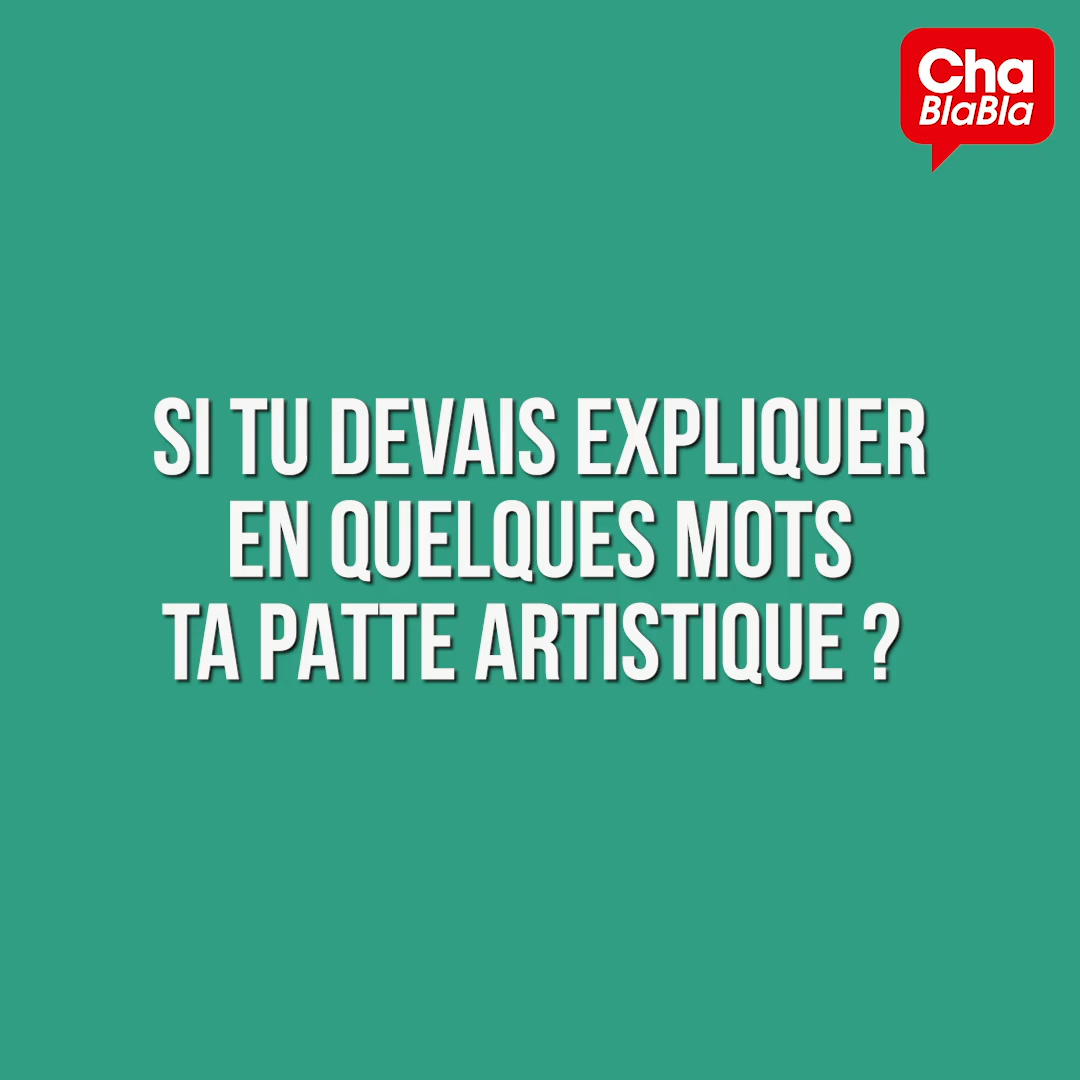 Cha
BlaBla
SI TU DEVAIS EXPLIQUER
EN QUELQUES MOTS
TA PATTE ARTISTIQUE ?